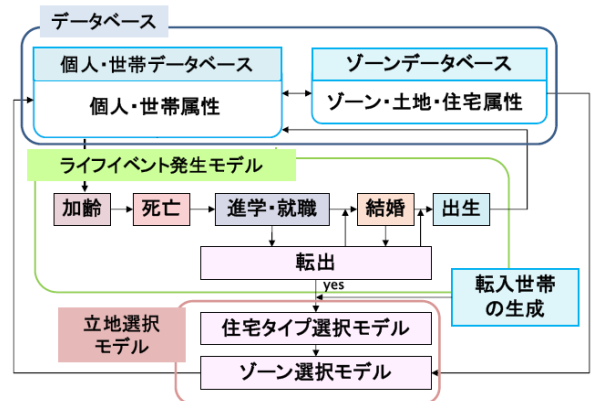 データベース
個人・世帯データベース
ゾーンデータベース
個人・世帯属性
ゾーン・土地・住宅属性
ライフイベント発生モデル
加齢
死亡
進学・就職
結婚
出生
転出
yes
転入世帯
の生成
立地選択
モデル
住宅タイプ選択モデル
ゾーン選択モデル